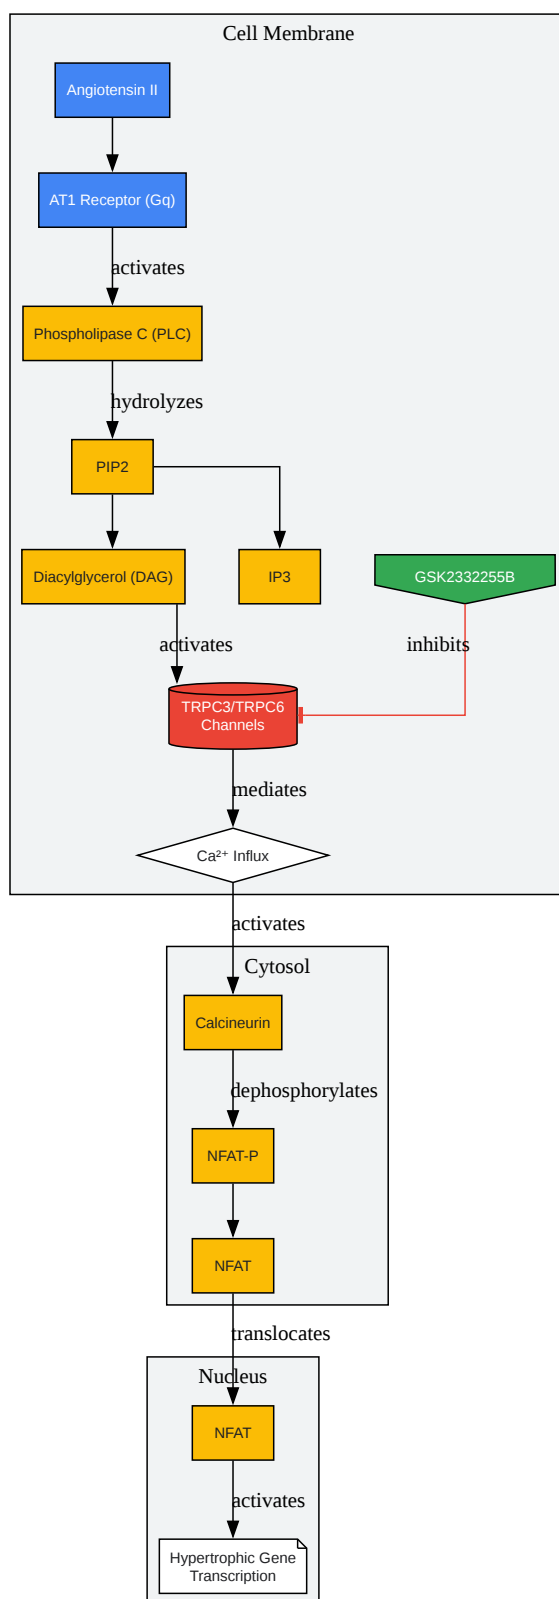 Cell Membrane
Angiotensin II
AT1 Receptor (Gq)
activates
Phospholipase C (PLC)
hydrolyzes
PIP2
Diacylglycerol (DAG)
IP3
GSK2332255B
activates
inhibits
TRPC3/TRPC6
Channels
mediates
Ca²⁺ Influx
activates
Cytosol
Calcineurin
dephosphorylates
NFAT-P
NFAT
translocates
Nucleus
NFAT
activates
Hypertrophic Gene
Transcription